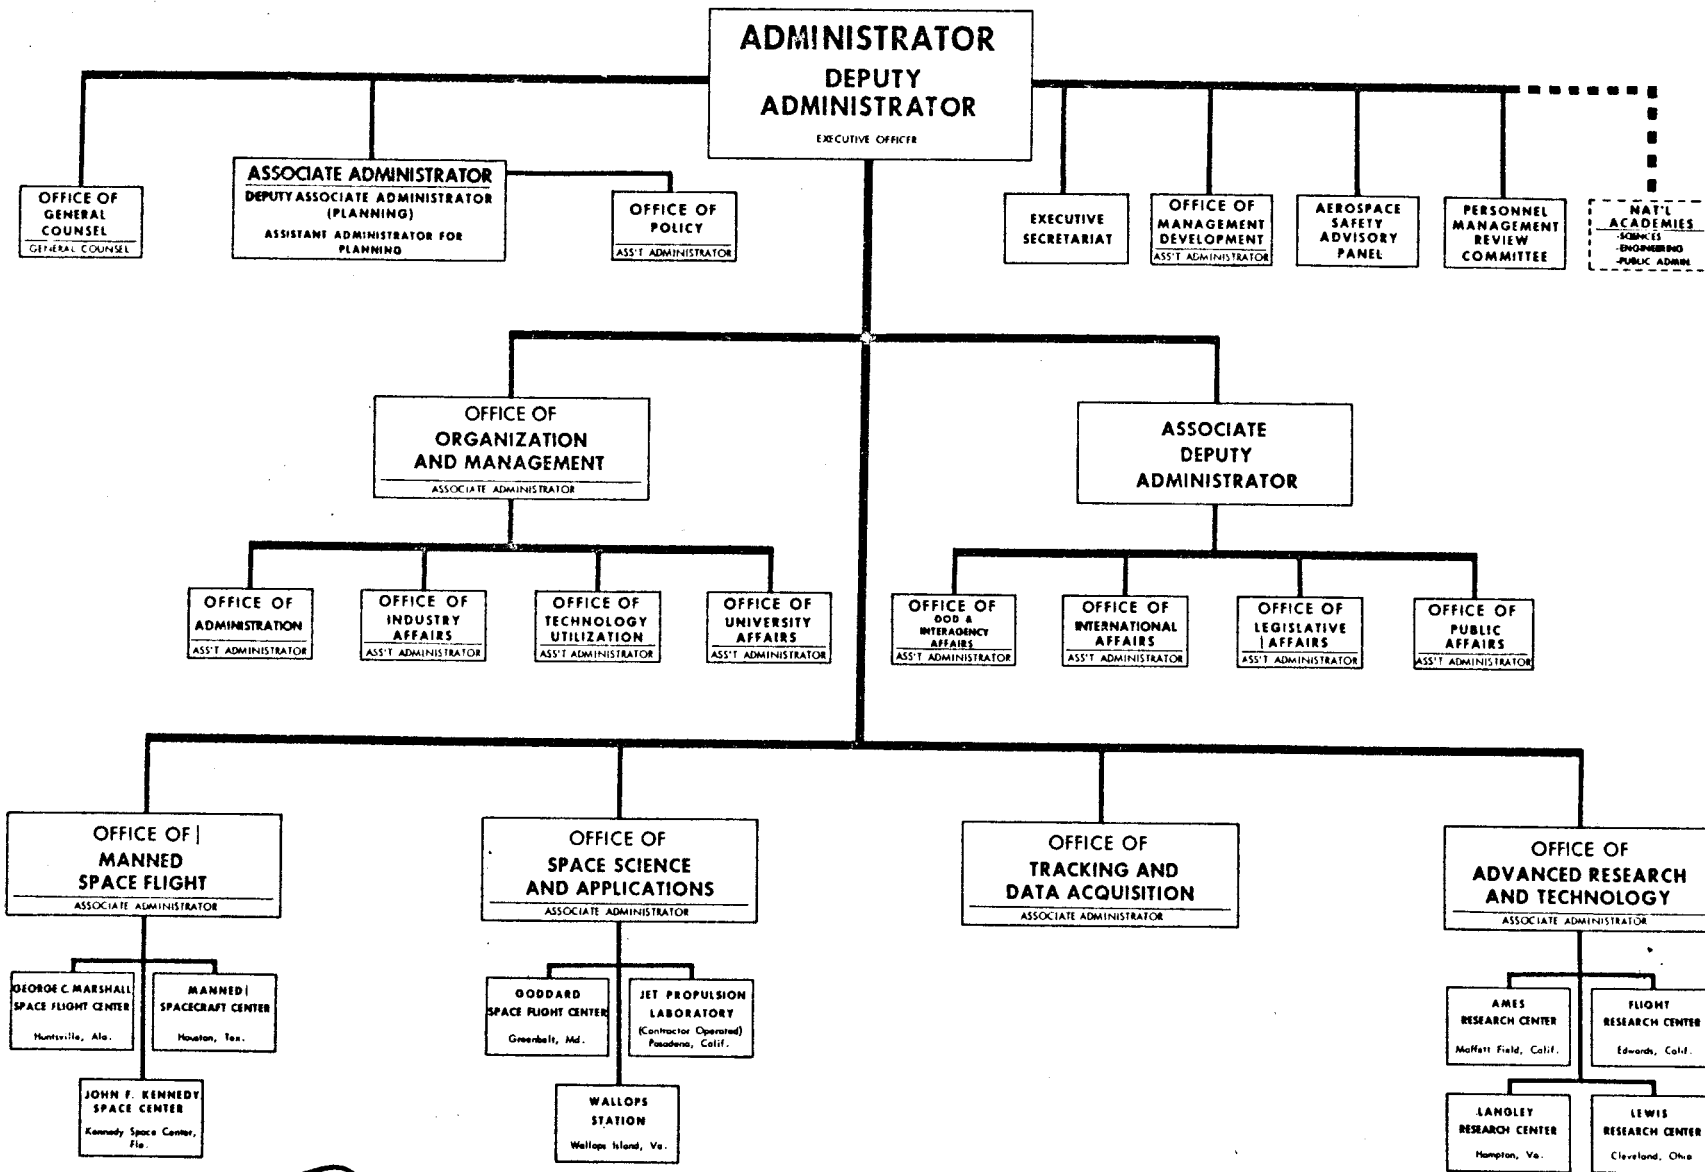 ADMINISTRATOR
DEPUTY
ADMINISTRATOR
EXECUTIVE OFFICER
OFFICE OF
GENERAL
COUNSEL
GENERAL COUNSEL
ASSOCIATE ADMINISTRATOR
DEPUTY ASSOCIATE ADMINISTRATOR
(PLANNING)
ASSISTANT ADMINISTRATOR FOR
PLANNING
OFFICE OF
POLICY
ASS'T ADMINISTRATOR
EXECUTIVE
SECRETARIAT
OFFICE OF
MANAGEMENT
DEVELOPMENT
ASS'T ADMINISTRATOR
AEROSPACE
SAFETY
ADVISORY
PANEL
PERSONNEL
MANAGEMENT
REVIEW
COMMITTEE
NAT'L
ACADEMIES
-SCIENCES
-ENGINEERING
-PUBLIC ADMIN.
OFFICE OF
ORGANIZATION
AND MANAGEMENT
ASSOCIATE ADMINISTRATOR
ASSOCIATE
DEPUTY
ADMINISTRATOR
OFFICE OF
ADMINISTRATION
ASS'T ADMINISTRATOR
OFFICE OF
INDUSTRY
AFFAIRS
ASS'T ADMINISTRATOR
OFFICE OF
TECHNOLOGY
UTILIZATION
ASS'T ADMINISTRATOR
OFFICE OF
UNIVERSITY
AFFAIRS
ASS'T ADMINISTRATOR
OFFICE OF
DOD &
INTERAGENCY
AFFAIRS
ASS'T ADMINISTRATOR
OFFICE OF
INTERNATIONAL
AFFAIRS
ASS'T ADMINISTRATOR
OFFICE OF
LEGISLATIVE
AFFAIRS
ASS'T ADMINISTRATOR
OFFICE OF
PUBLIC
AFFAIRS
ASS'T ADMINISTRATOR
OFFICE OF
MANNED
SPACE FLIGHT
ASSOCIATE ADMINISTRATOR
OFFICE OF
SPACE SCIENCE
AND APPLICATIONS
ASSOCIATE ADMINISTRATOR
OFFICE OF
TRACKING AND
DATA ACQUISITION
ASSOCIATE ADMINISTRATOR
OFFICE OF
ADVANCED RESEARCH
AND TECHNOLOGY
ASSOCIATE ADMINISTRATOR
GEORGE C. MARSHALL
SPACE FLIGHT CENTER
Huntsville, Ala.
MANNED
SPACECRAFT CENTER
Houston, Tex.
JOHN F. KENNEDY
SPACE CENTER
Kennedy Space Center,
Fla.
GODDARD
SPACE FLIGHT CENTER
Greenbelt, Md.
JET PROPULSION
LABORATORY
(Contractor Operated)
Pasadena, Calif.
WALLOPS
STATION
Wallops Island, Va.
AMES
RESEARCH CENTER
Moffett Field, Calif.
FLIGHT
RESEARCH CENTER
Edwards, Calif.
LANGLEY
RESEARCH CENTER
Hampton, Va.
LEWIS
RESEARCH CENTER
Cleveland, Ohio